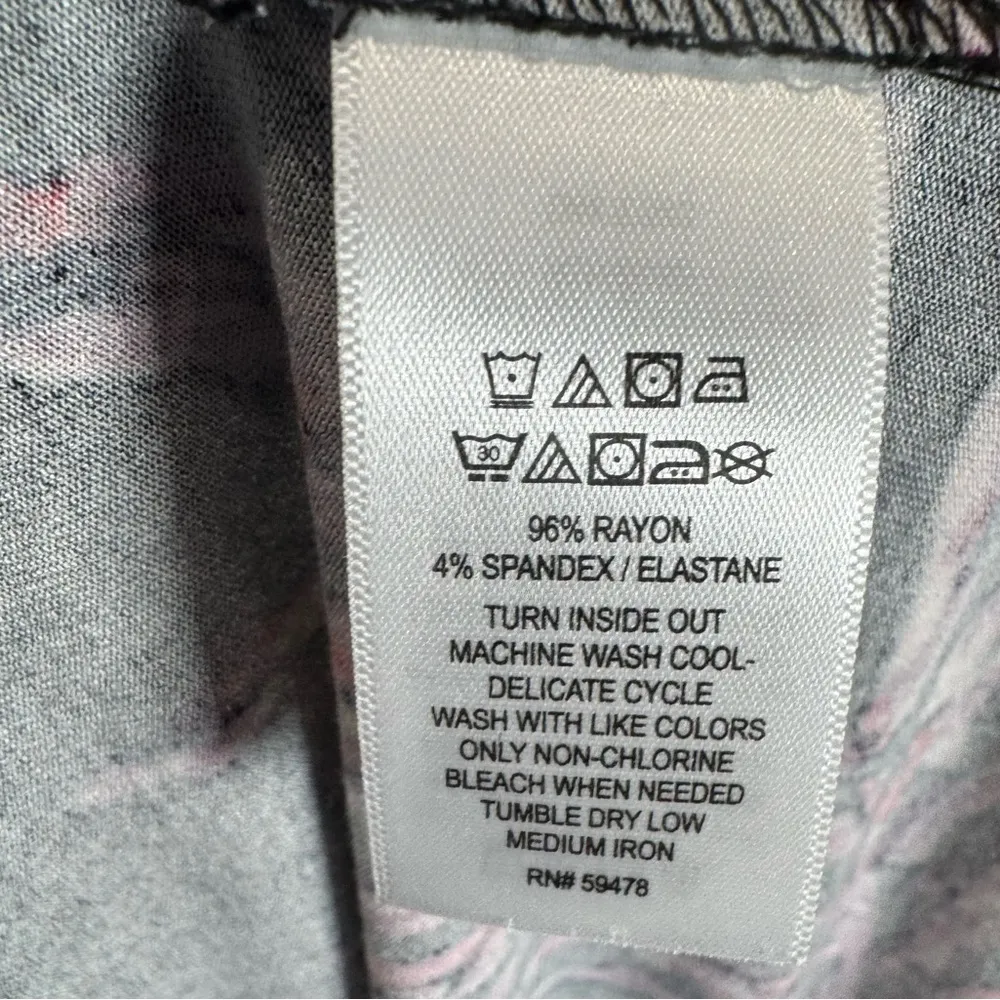 30
96% RAYON
4% SPANDEX / ELASTANE
TURN INSIDE OUT
MACHINE WASH COOL-
DELICATE CYCLE
WASH WITH LIKE COLORS
ONLY NON-CHLORINE
BLEACH WHEN NEEDED
TUMBLE DRY LOW
MEDIUM IRON
RN# 59478